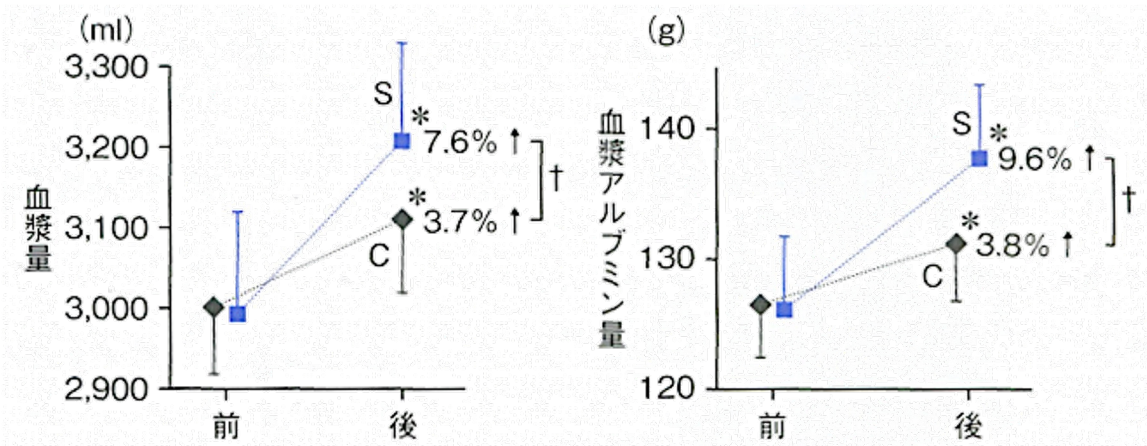 (ml)
3,300
3,200
3,100
3,000
2,900
血漿量
S
*
7.6% ↑
†
*
3.7% ↑
C
前
後
(g)
140
130
120
血漿アルブミン量
S
*
9.6% ↑
†
*
3.8% ↑
C
前
後